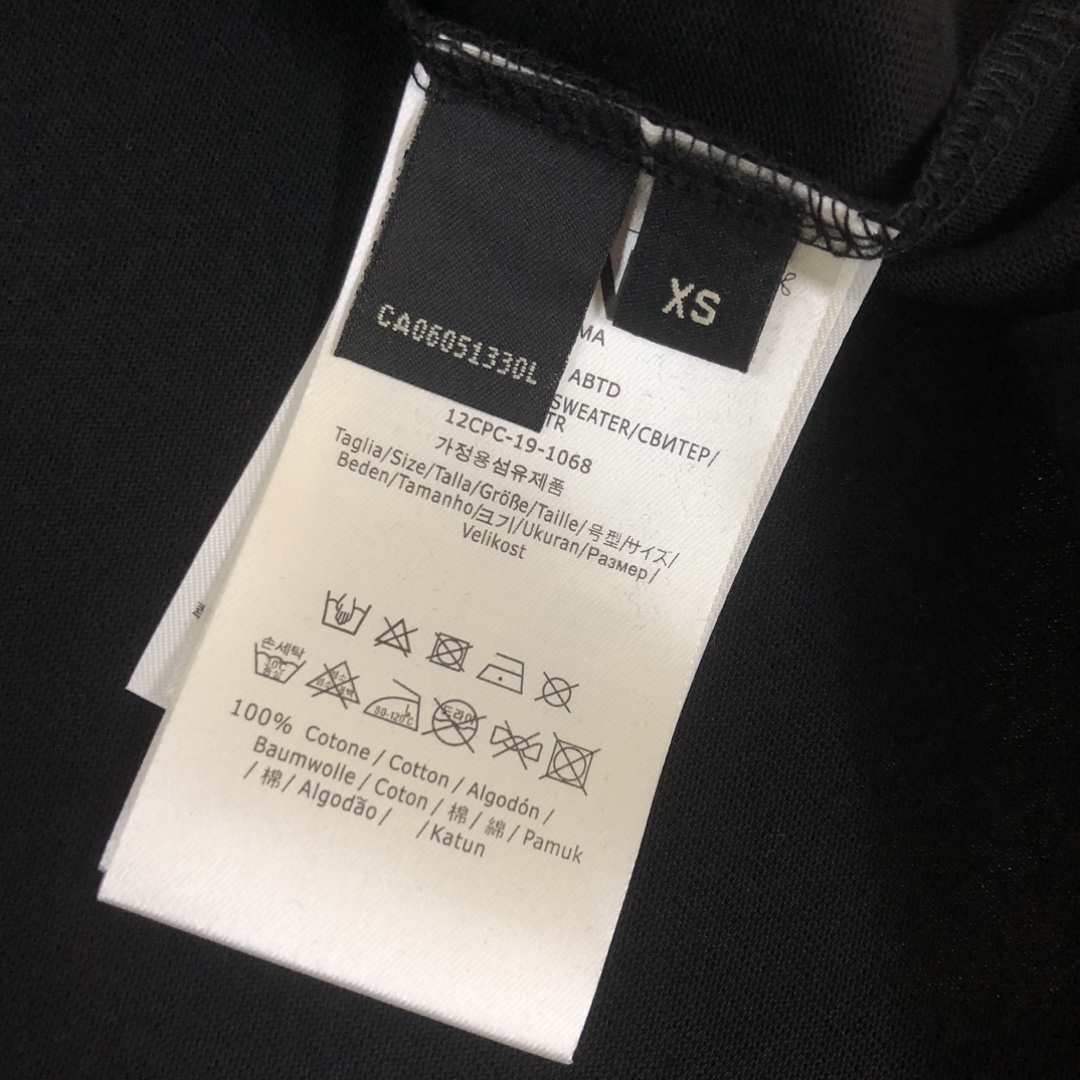 CA06051330L
XS
MA
ABTD
SWEATER/СВИТЕР/
TR
12CPC-19-1068
가정용섬유제품
Taglia/Size/Talla/Größe/Taille/号型/サイズ/
Beden/Tamanho/크기/Ukuran/Размер/
Velikost
손세탁
80-120℃
드라이
100% Cotone / Cotton / Algodón /
Baumwolle / Coton / 棉 / 綿 / Pamuk
/ 棉 / Algodão / /Katun